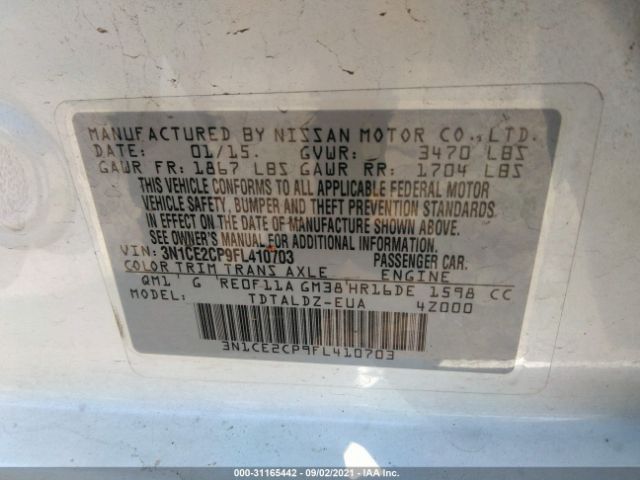 MANUFACTURED BY NISSAN MOTOR CO.,LTD.
DATE: 01/15. GVWR: 3470 LBS
GAWR FR: 1867 LBS GAWR RR: 1704 LBS
THIS VEHICLE CONFORMS TO ALL APPLICABLE FEDERAL MOTOR
VEHICLE SAFETY, BUMPER AND THEFT PREVENTION STANDARDS
IN EFFECT ON THE DATE OF MANUFACTURE SHOWN ABOVE.
SEE OWNER'S MANUAL FOR ADDITIONAL INFORMATION
VIN: 3N1CE2CP9FL410703 PASSENGER CAR.
COLOR TRIM TRANS AXLE ENGINE
QM1 G RE0F11A GM38 HR16DE 1598 CC
MODEL: TDTALDZ-EUA 4Z000
3N1CE2CP9FL410703
000-31165442 - 09/02/2021 - IAA Inc.